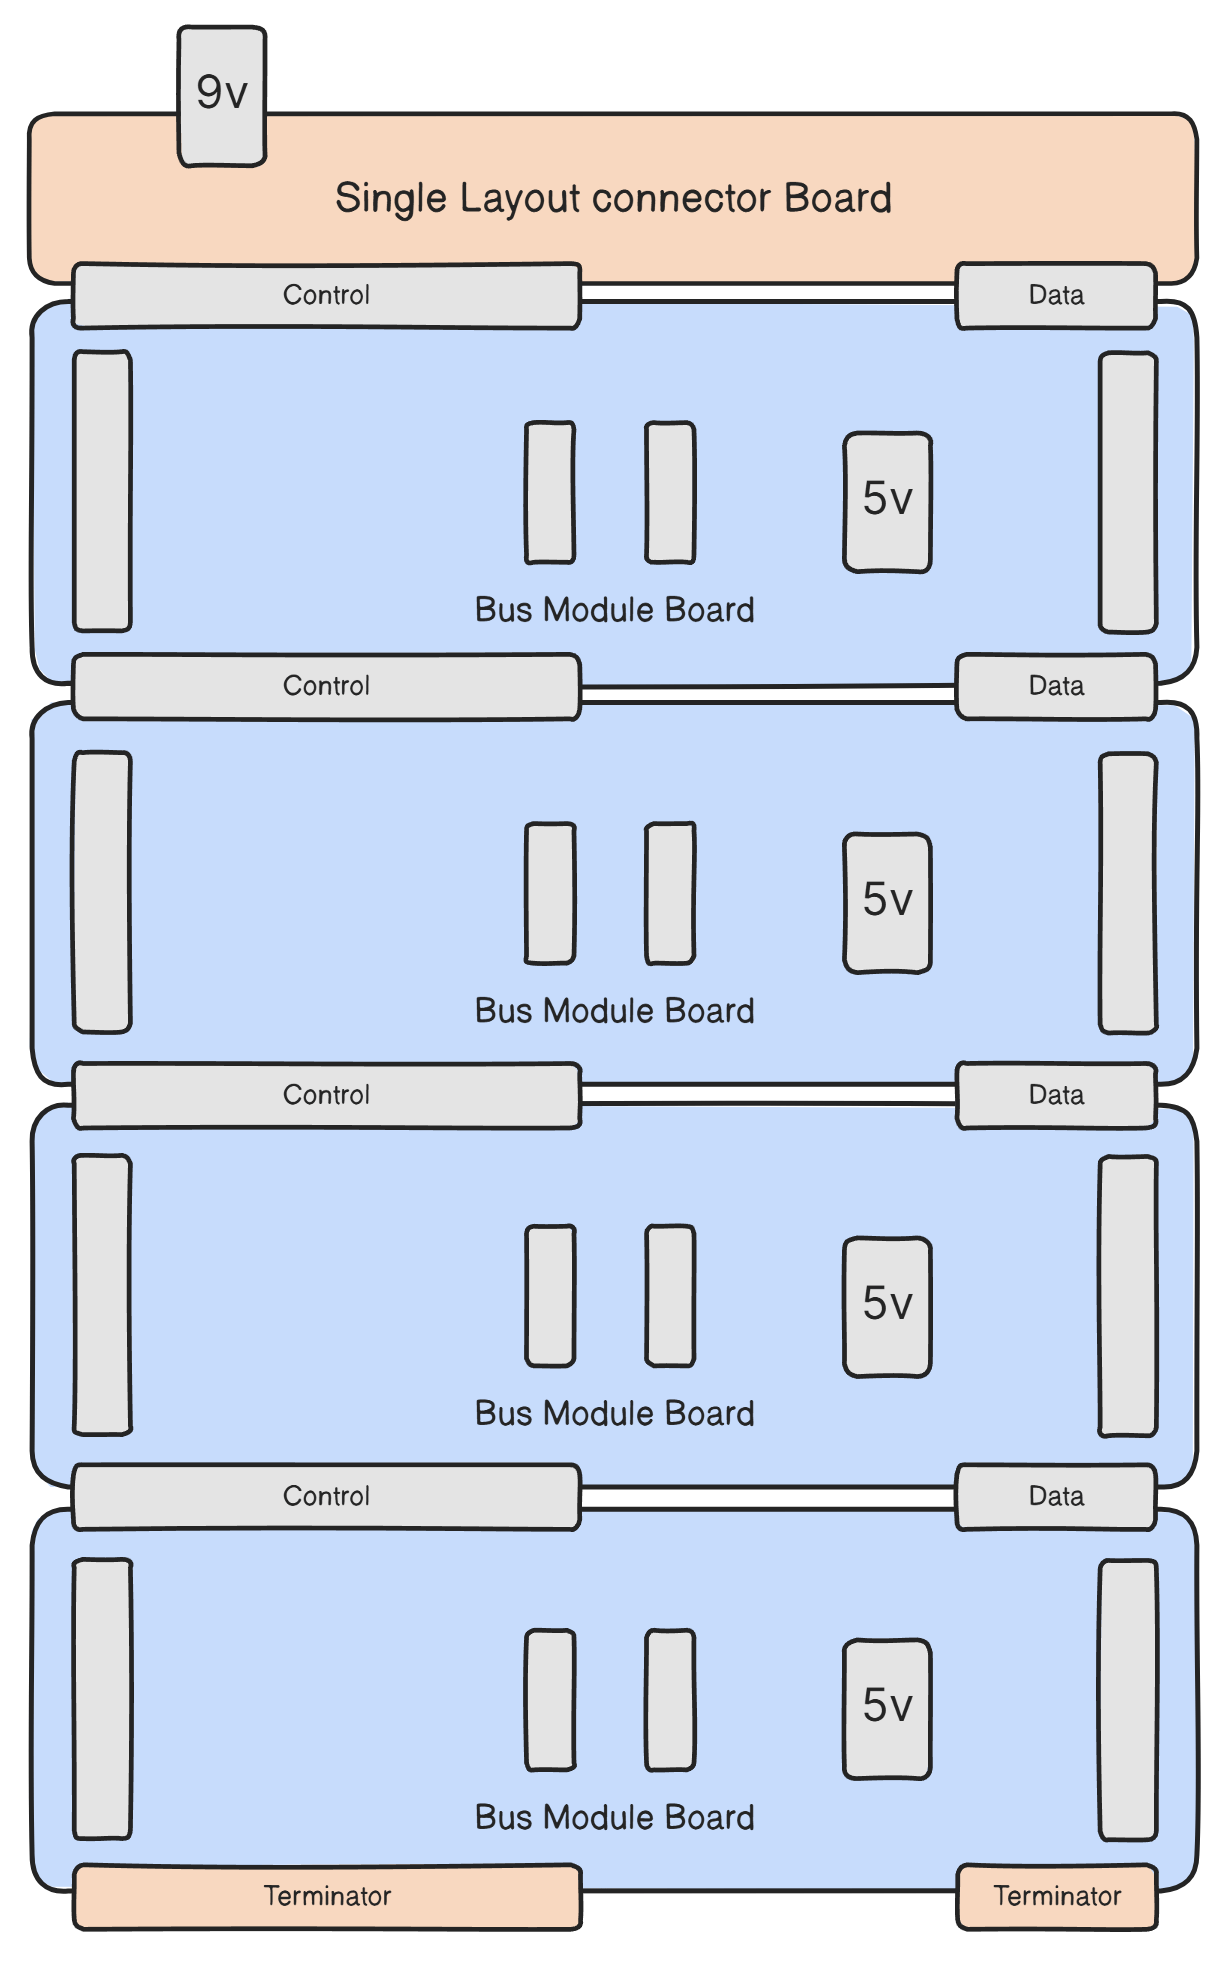 9v
Single Layout connector Board
Control
Data
5v
Bus Module Board
Control
Data
5v
Bus Module Board
Control
Data
5v
Bus Module Board
Control
Data
5v
Bus Module Board
Terminator
Terminator